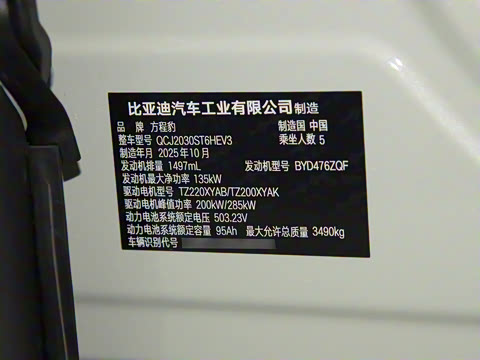 比亚迪汽车工业有限公司 制造
品 牌 方程豹 制造国 中国
整车型号 QCJ2030ST6HEV3 乘坐人数 5
制造年月 2025年10月
发动机排量 1497mL 发动机型号 BYD476ZQF
发动机最大净功率 135kW
驱动电机型号 TZ220XYAB/TZ200XYAK
驱动电机峰值功率 200kW/285kW
动力电池系统额定电压 503.23V
动力电池系统额定容量 95Ah 最大允许总质量 3490kg
车辆识别代号